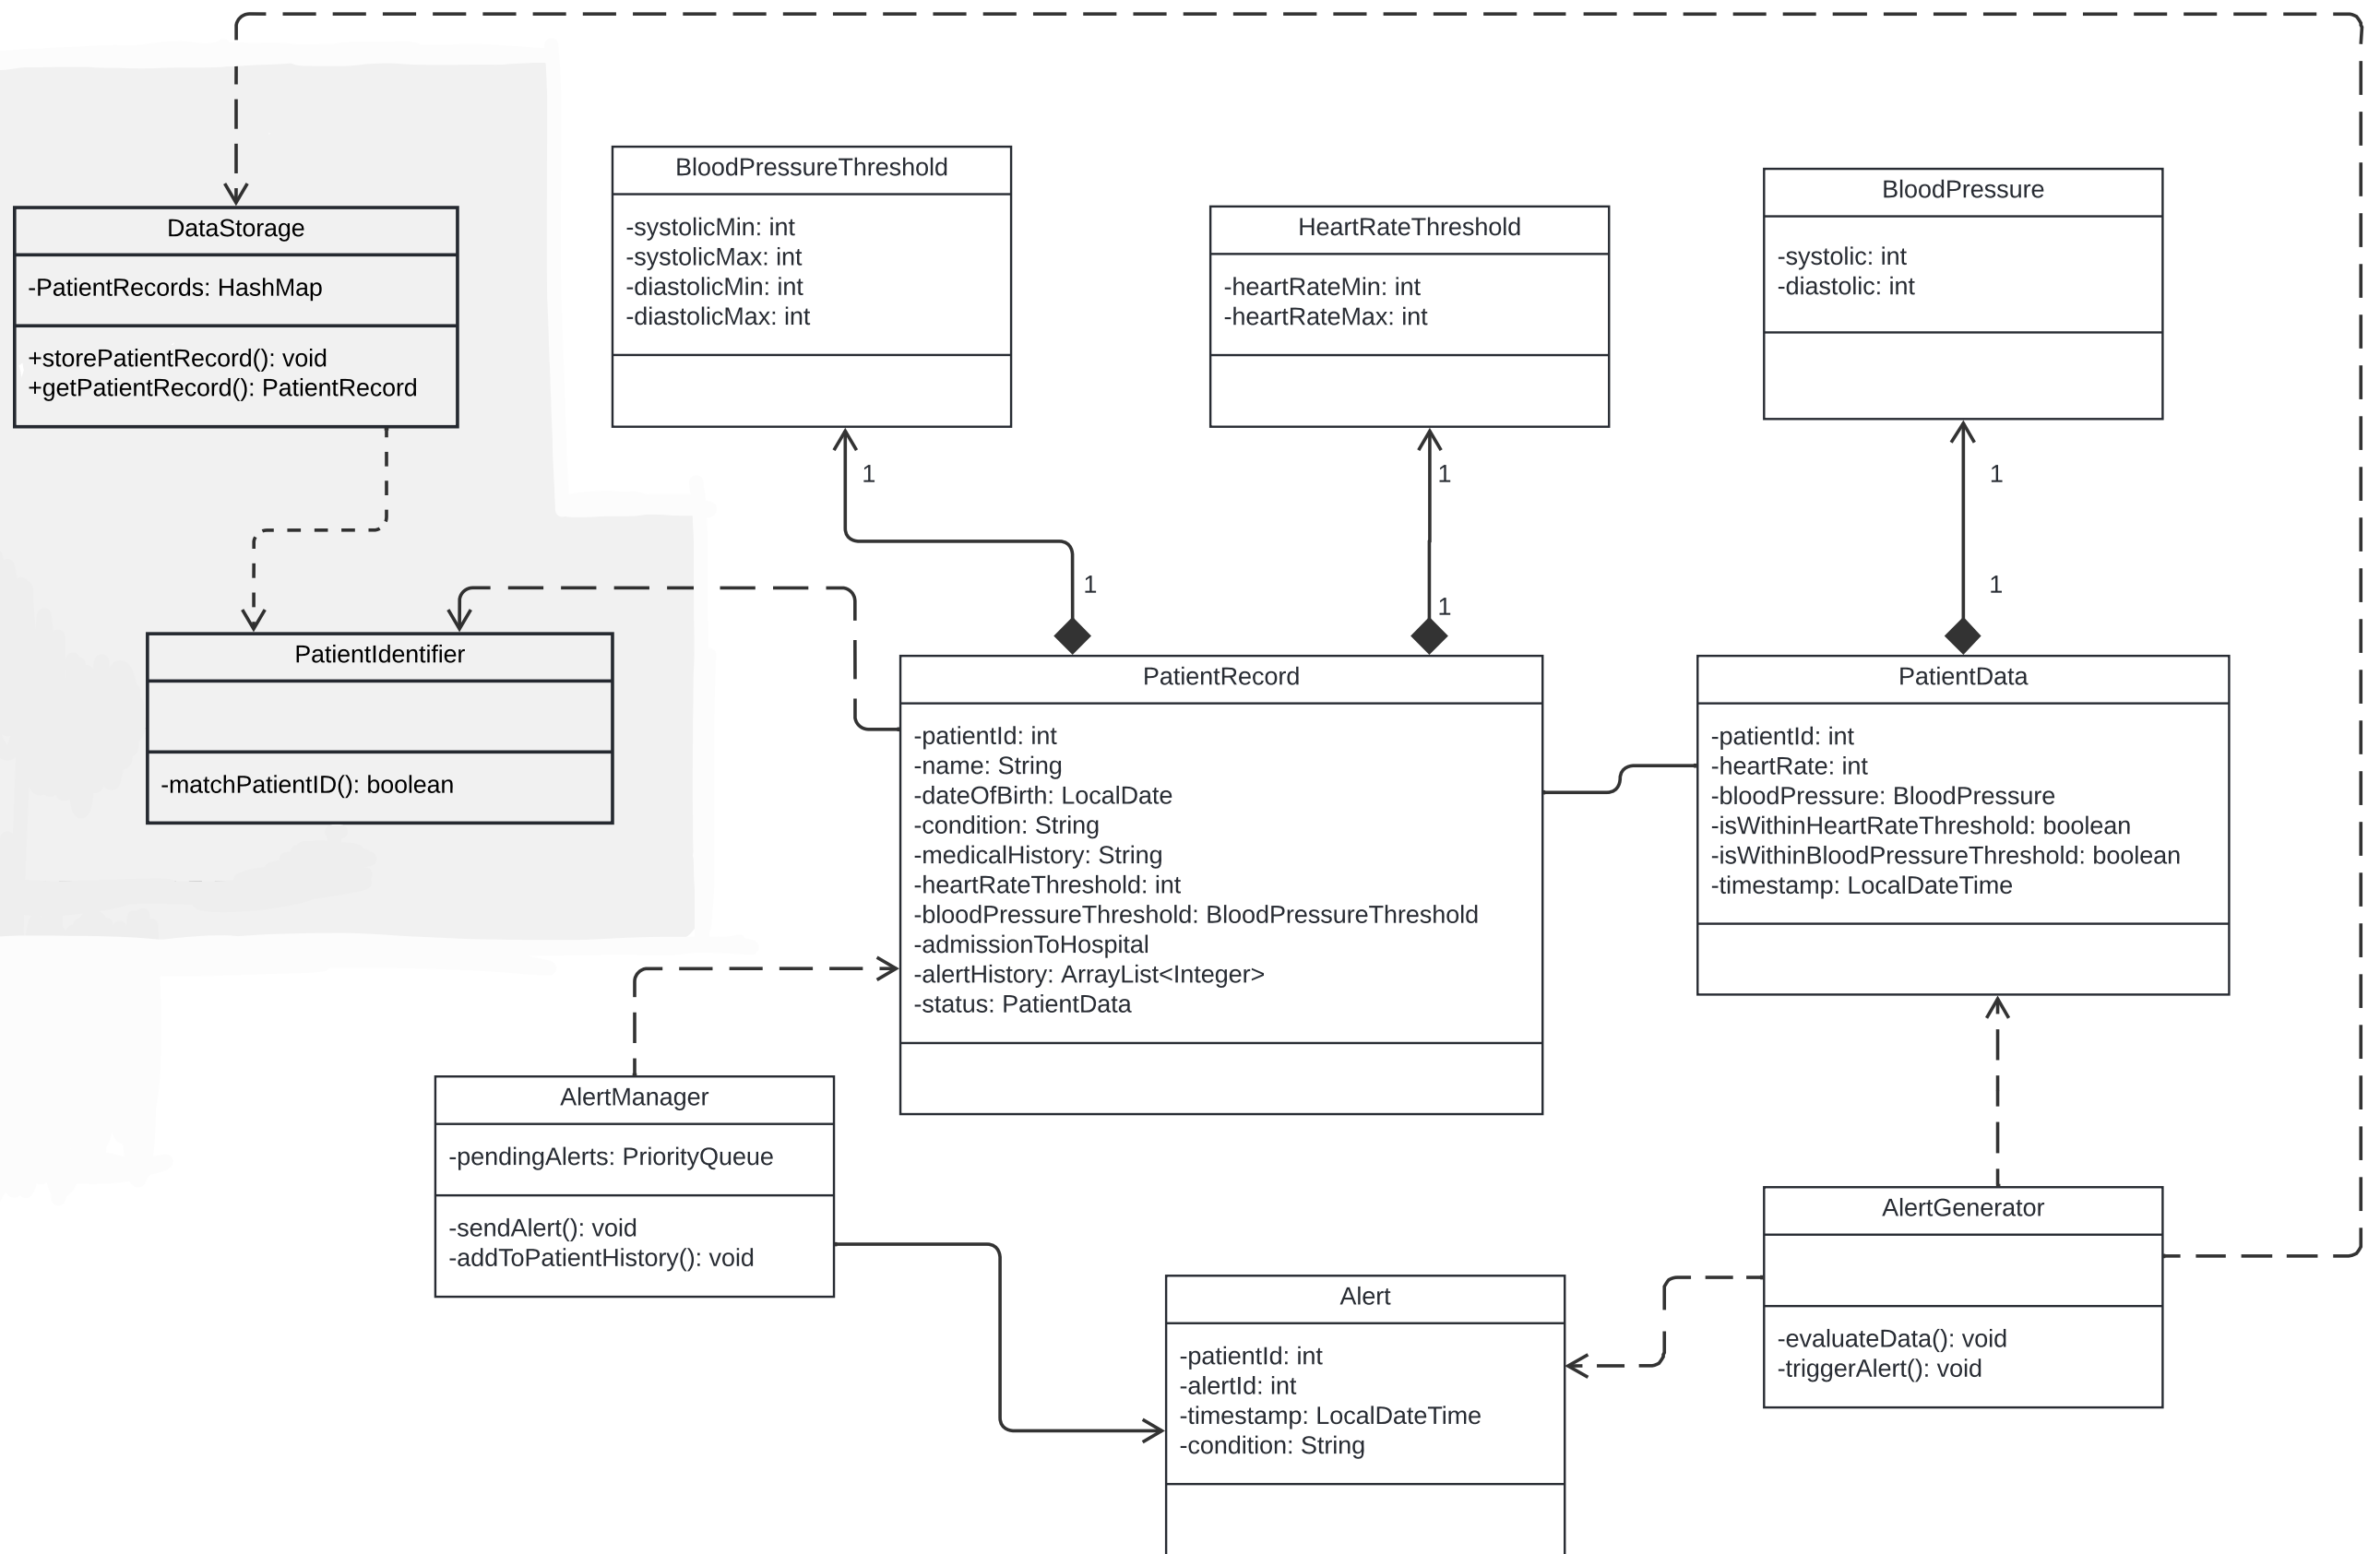 DataStorage
-PatientRecords: HashMap
+storePatientRecord(): void
+getPatientRecord(): PatientRecord
BloodPressureThreshold
-systolicMin: int
-systolicMax: int
-diastolicMin: int
-diastolicMax: int
HeartRateThreshold
-heartRateMin: int
-heartRateMax: int
BloodPressure
-systolic: int
-diastolic: int
1
1
1
1
1
1
PatientIdentifier
-matchPatientID(): boolean
PatientRecord
-patientId: int
-name: String
-dateOfBirth: LocalDate
-condition: String
-medicalHistory: String
-heartRateThreshold: int
-bloodPressureThreshold: BloodPressureThreshold
-admissionToHospital
-alertHistory: ArrayList<Integer>
-status: PatientData
PatientData
-patientId: int
-heartRate: int
-bloodPressure: BloodPressure
-isWithinHeartRateThreshold: boolean
-isWithinBloodPressureThreshold: boolean
-timestamp: LocalDateTime
AlertManager
-pendingAlerts: PriorityQueue
-sendAlert(): void
-addToPatientHistory(): void
Alert
-patientId: int
-alertId: int
-timestamp: LocalDateTime
-condition: String
AlertGenerator
-evaluateData(): void
-triggerAlert(): void